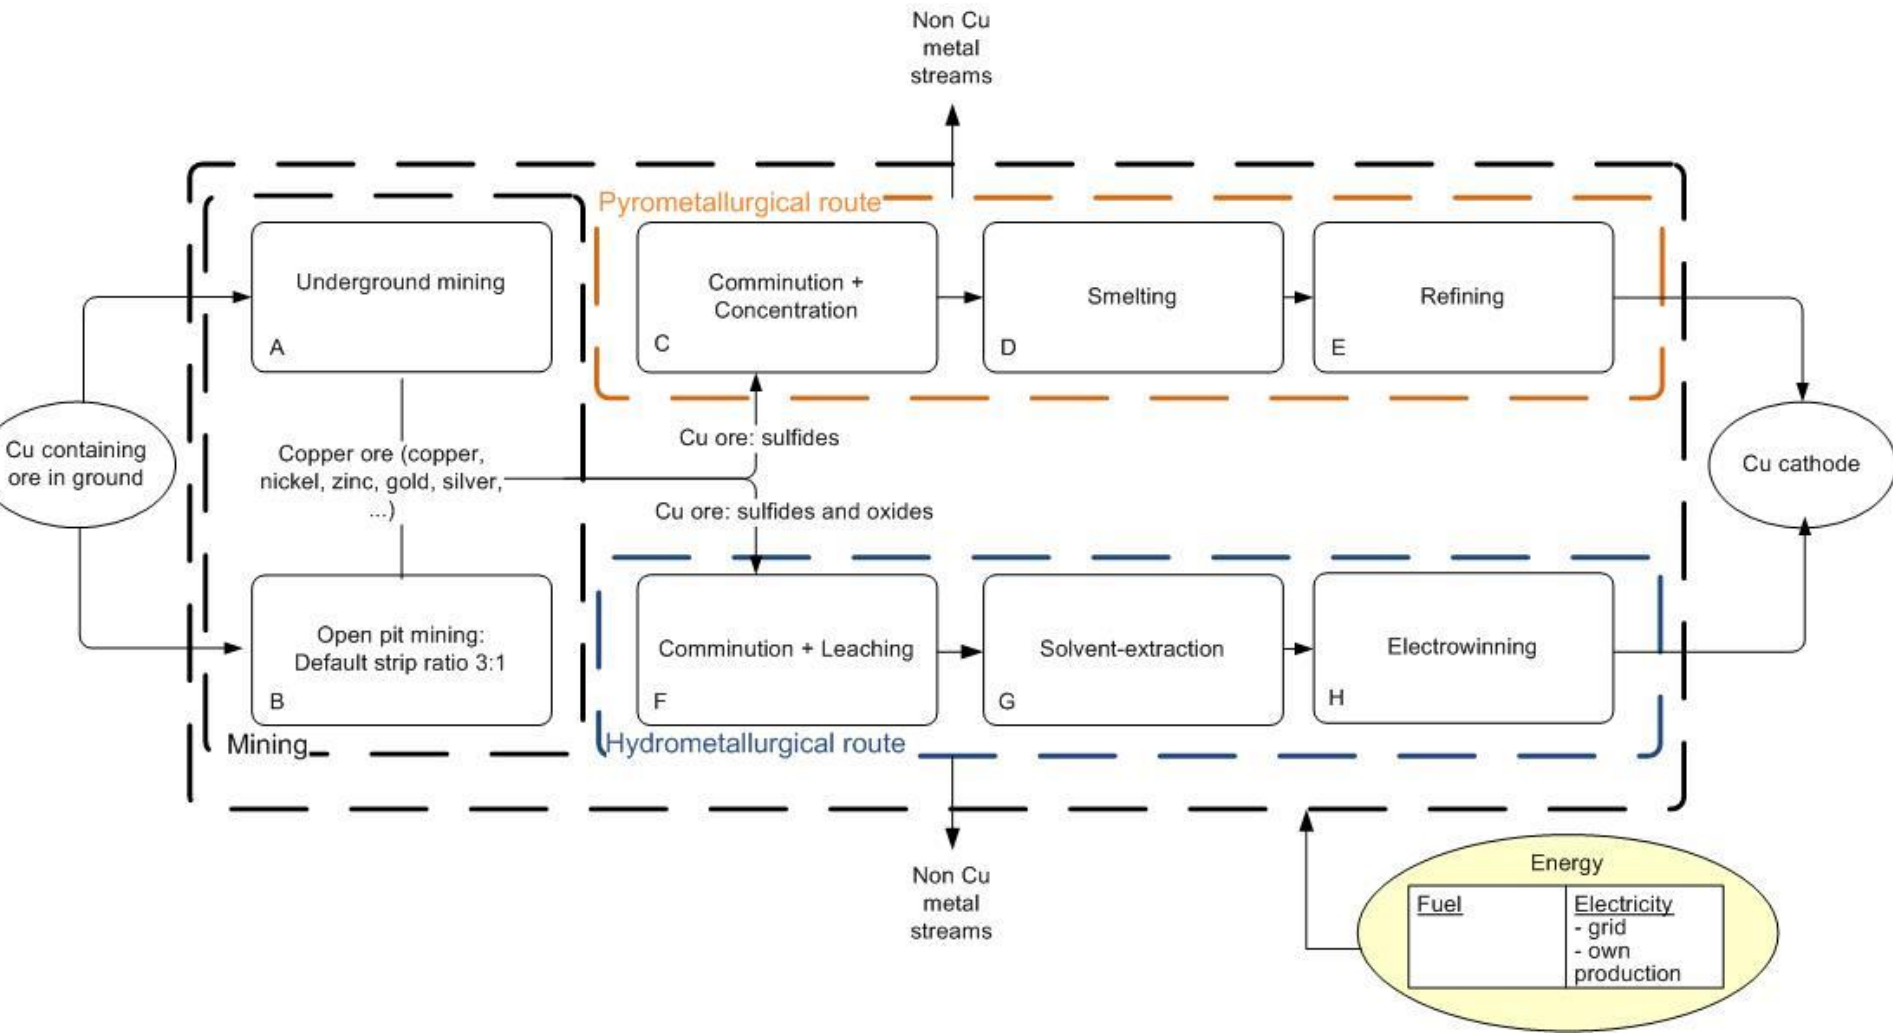 Non Cu
metal
streams
Pyrometallurgical route
Underground mining
A
Comminution +
Concentration
C
Smelting
D
Refining
E
Cu containing
ore in ground
Copper ore (copper,
nickel, zinc, gold, silver,
...)
Cu ore: sulfides
Cu ore: sulfides and oxides
Cu cathode
Open pit mining:
Default strip ratio 3:1
B
Comminution + Leaching
F
Solvent-extraction
G
Electrowinning
H
Mining
Hydrometallurgical route
Non Cu
metal
streams
Energy
Fuel
Electricity
- grid
- own
production